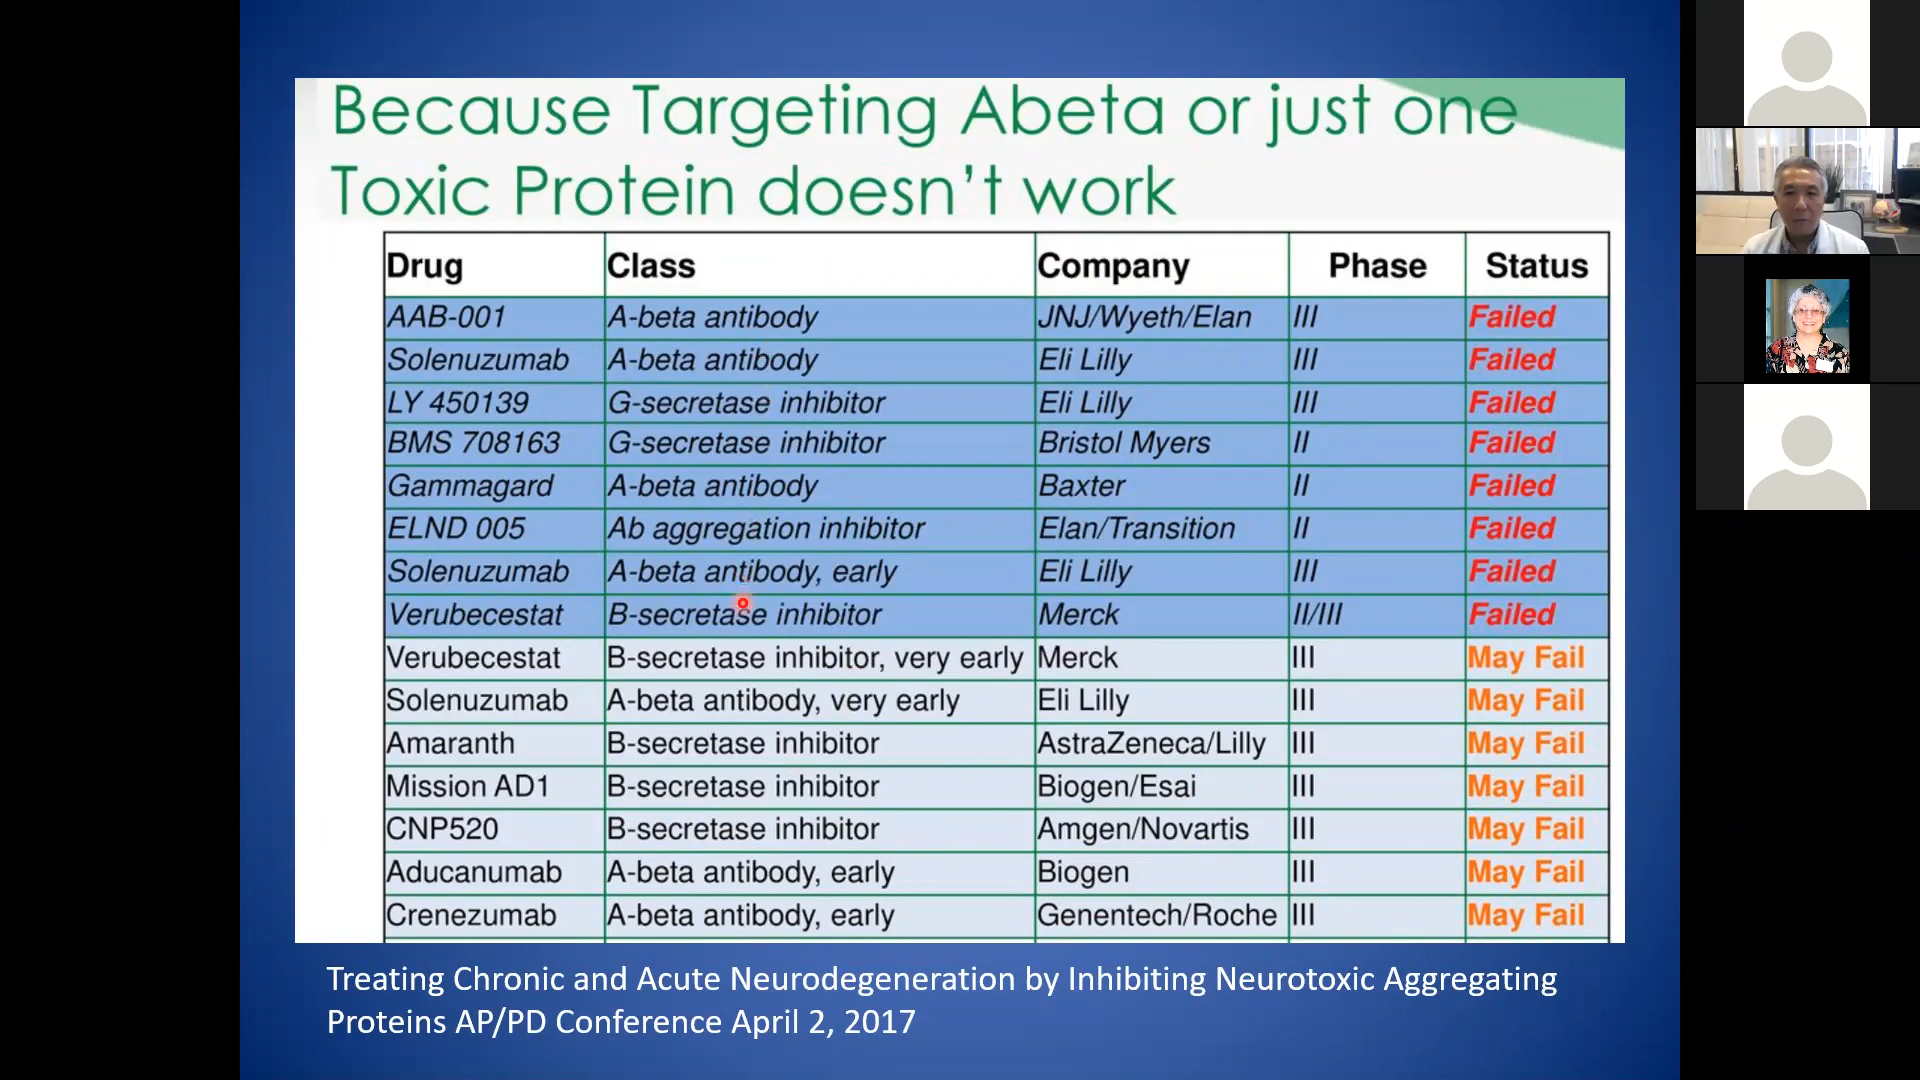 Because Targeting Abeta or just one
Toxic Protein doesn't work
Drug Class Company Phase Status
AAB-001 A-beta antibody JNJ/Wyeth/Elan III Failed
Solenuzumab A-beta antibody Eli Lilly III Failed
LY 450139 G-secretase inhibitor Eli Lilly III Failed
BMS 708163 G-secretase inhibitor Bristol Myers II Failed
Gammagard A-beta antibody Baxter II Failed
ELND 005 Ab aggregation inhibitor Elan/Transition II Failed
Solenuzumab A-beta antibody, early Eli Lilly III Failed
Verubecestat B-secretase inhibitor Merck II/III Failed
Verubecestat B-secretase inhibitor, very early Merck III May Fail
Solenuzumab A-beta antibody, very early Eli Lilly III May Fail
Amaranth B-secretase inhibitor AstraZeneca/Lilly III May Fail
Mission AD1 B-secretase inhibitor Biogen/Esai III May Fail
CNP520 B-secretase inhibitor Amgen/Novartis III May Fail
Aducanumab A-beta antibody, early Biogen III May Fail
Crenezumab A-beta antibody, early Genentech/Roche III May Fail
Treating Chronic and Acute Neurodegeneration by Inhibiting Neurotoxic Aggregating
Proteins AP/PD Conference April 2, 2017